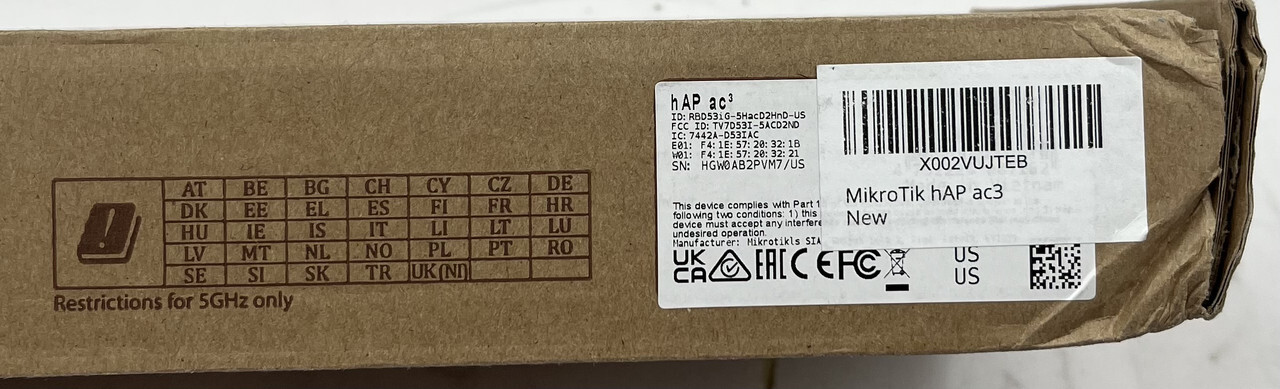 AT BE BG CH CY CZ DE
DK EE EL ES FI FR HR
HU IE IS IT LI LT LU
LV MT NL NO PL PT RO
SE SI SK TR UK(NI)
Restrictions for 5GHz only
hAP ac³
ID: RBD53iG-5HacD2HnD-US
FCC ID: TV7D53I-5ACD2ND
IC: 7442A-D53IAC
E01: F4:1E:57:20:32:1B
W01: F4:1E:57:20:32:21
SN: HGW0AB2PVM7/US
This device complies with Part 1
following two conditions: 1) this
device must accept any interfere
undesired operation.
Manufacturer: Mikrotikls SIA
UK CA EAC CE FC
US
US
X002VUJTEB
MikroTik hAP ac3
New